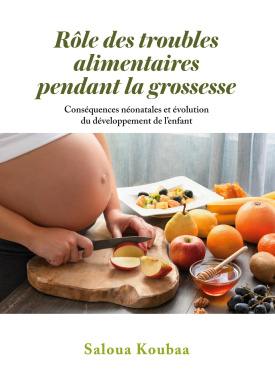 Rôle des troubles
alimentaires
pendant la grossesse
Conséquences néonatales et évolution
du développement de l'enfant
Saloua Koubaa